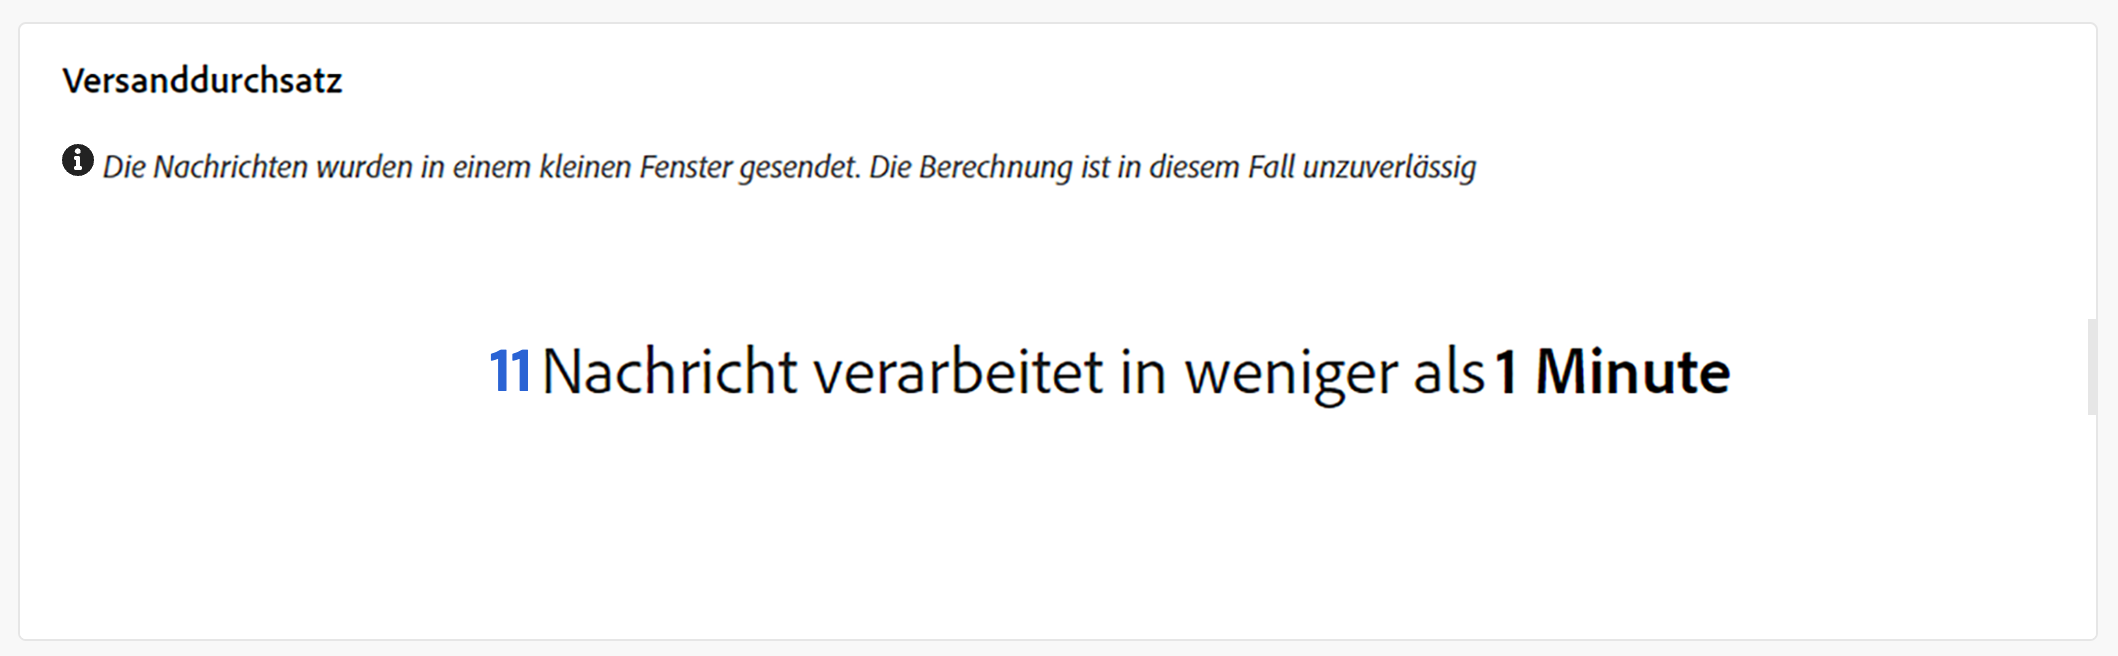 Versanddurchsatz
Die Nachrichten wurden in einem kleinen Fenster gesendet. Die Berechnung ist in diesem Fall unzuverlässig
11 Nachricht verarbeitet in weniger als 1 Minute